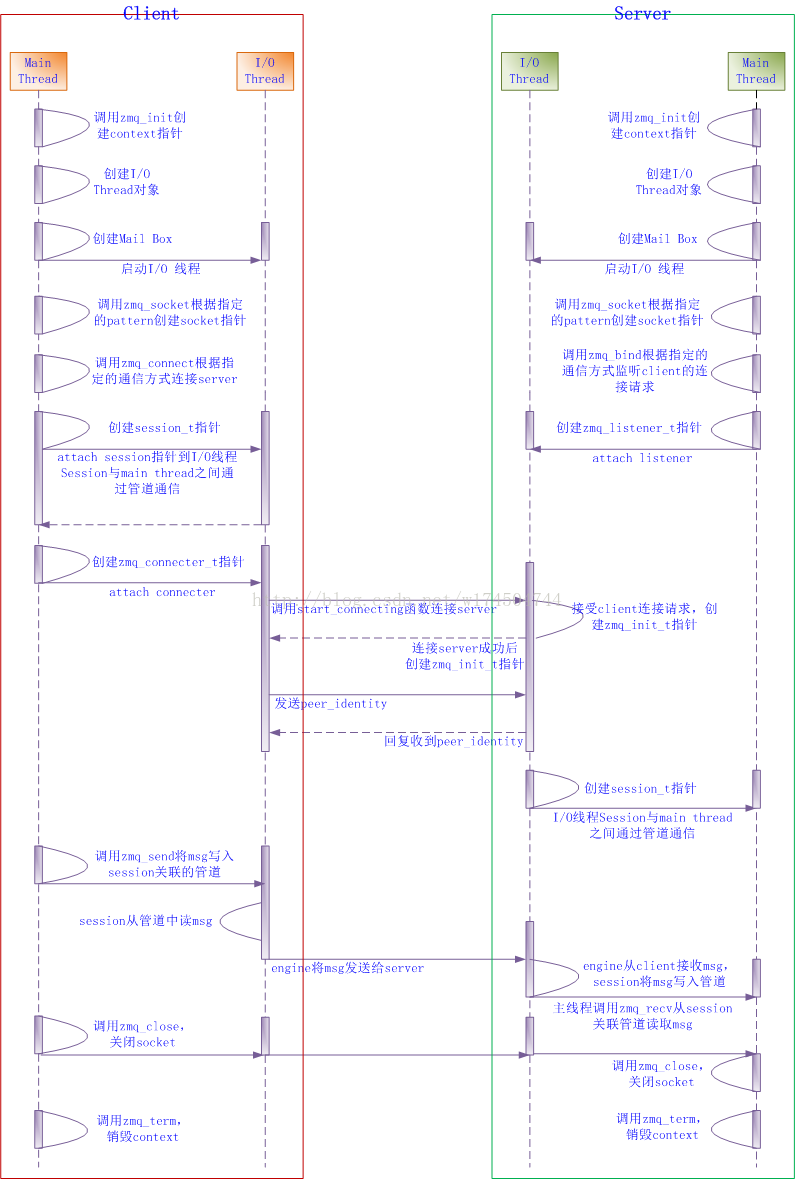 Client
Server
Main
Thread
I/O
Thread
I/O
Thread
Main
Thread
调用zmq_init创
建context指针
调用zmq_init创
建context指针
创建I/O
Thread对象
创建I/O
Thread对象
创建Mail Box
创建Mail Box
启动I/O 线程
启动I/O 线程
调用zmq_socket根据指定
的pattern创建socket指针
调用zmq_socket根据指定
的pattern创建socket指针
调用zmq_connect根据指
定的通信方式连接server
调用zmq_bind根据指定的
通信方式监听client的连
接请求
创建session_t指针
创建zmq_listener_t指针
attach session指针到I/O线程
Session与main thread之间通
过管道通信
attach listener
创建zmq_connecter_t指针
attach connecter
调用start_connecting函数连接server
接受client连接请求，创
建zmq_init_t指针
连接server成功后
创建zmq_init_t指针
发送peer_identity
回复收到peer_identity
创建session_t指针
I/O线程Session与main thread
之间通过管道通信
调用zmq_send将msg写入
session关联的管道
session从管道中读msg
engine将msg发送给server
engine从client接收msg，
session将msg写入管道
主线程调用zmq_recv从session
关联管道读取msg
调用zmq_close，
关闭socket
调用zmq_close，
关闭socket
调用zmq_term，
销毁context
调用zmq_term，
销毁context